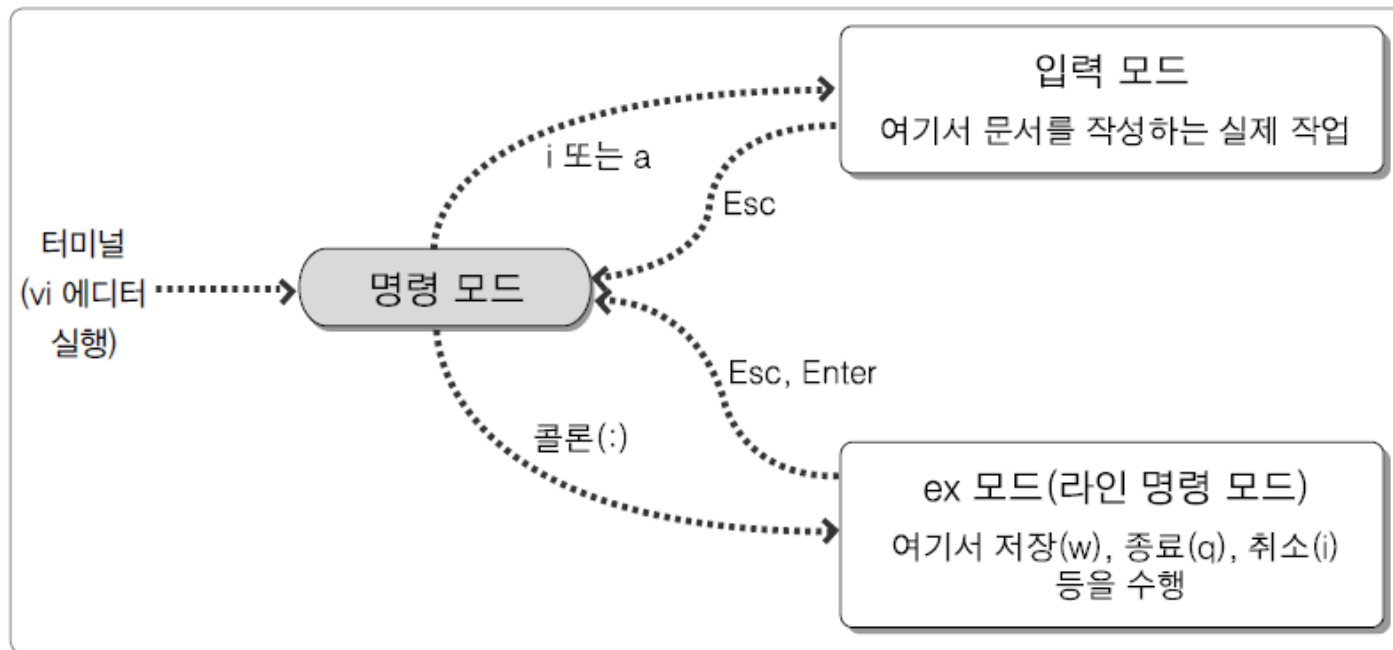 입력 모드
여기서 문서를 작성하는 실제 작업
i 또는 a
Esc
터미널
(vi 에디터
실행)
명령 모드
Esc, Enter
콜론(:)
ex 모드(라인 명령 모드)
여기서 저장(w), 종료(q), 취소(i)
등을 수행